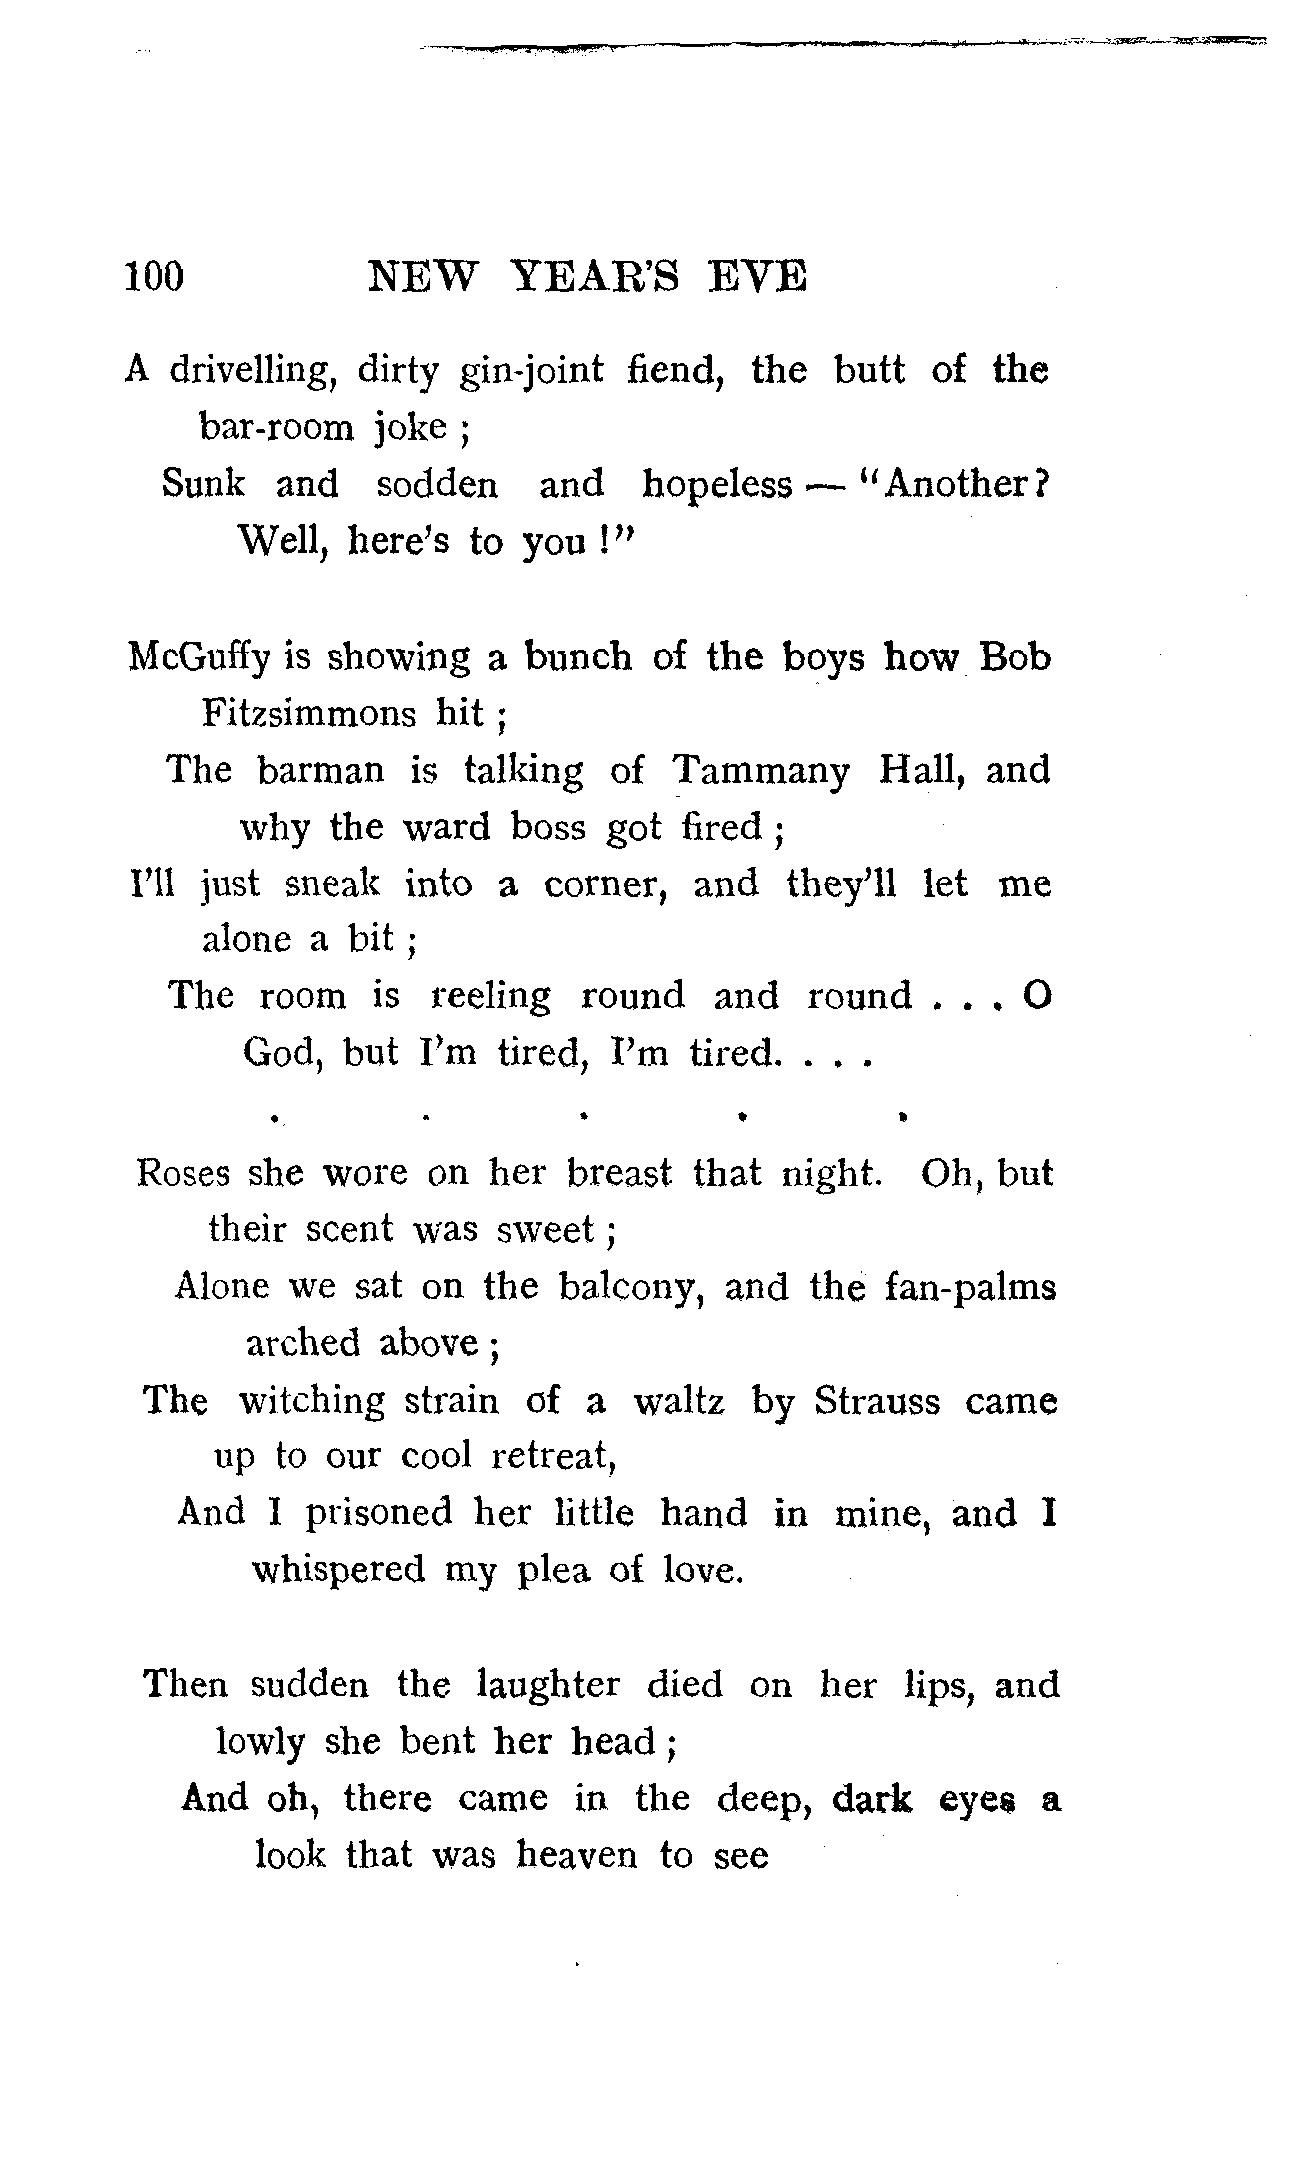 100 NEW YEAR'S EVE
A drivelling, dirty gin-joint fiend, the butt of the
bar-room joke ;
Sunk and sodden and hopeless — "Another?
Well, here's to you !"
McGuffy is showing a bunch of the boys how Bob
Fitzsimmons hit ;
The barman is talking of Tammany Hall, and
why the ward boss got fired ;
I'll just sneak into a corner, and they'll let me
alone a bit ;
The room is reeling round and round . . . O
God, but I'm tired, I'm tired. . . .
. . . . .
Roses she wore on her breast that night. Oh, but
their scent was sweet ;
Alone we sat on the balcony, and the fan-palms
arched above ;
The witching strain of a waltz by Strauss came
up to our cool retreat,
And I prisoned her little hand in mine, and I
whispered my plea of love.
Then sudden the laughter died on her lips, and
lowly she bent her head ;
And oh, there came in the deep, dark eyes a
look that was heaven to see